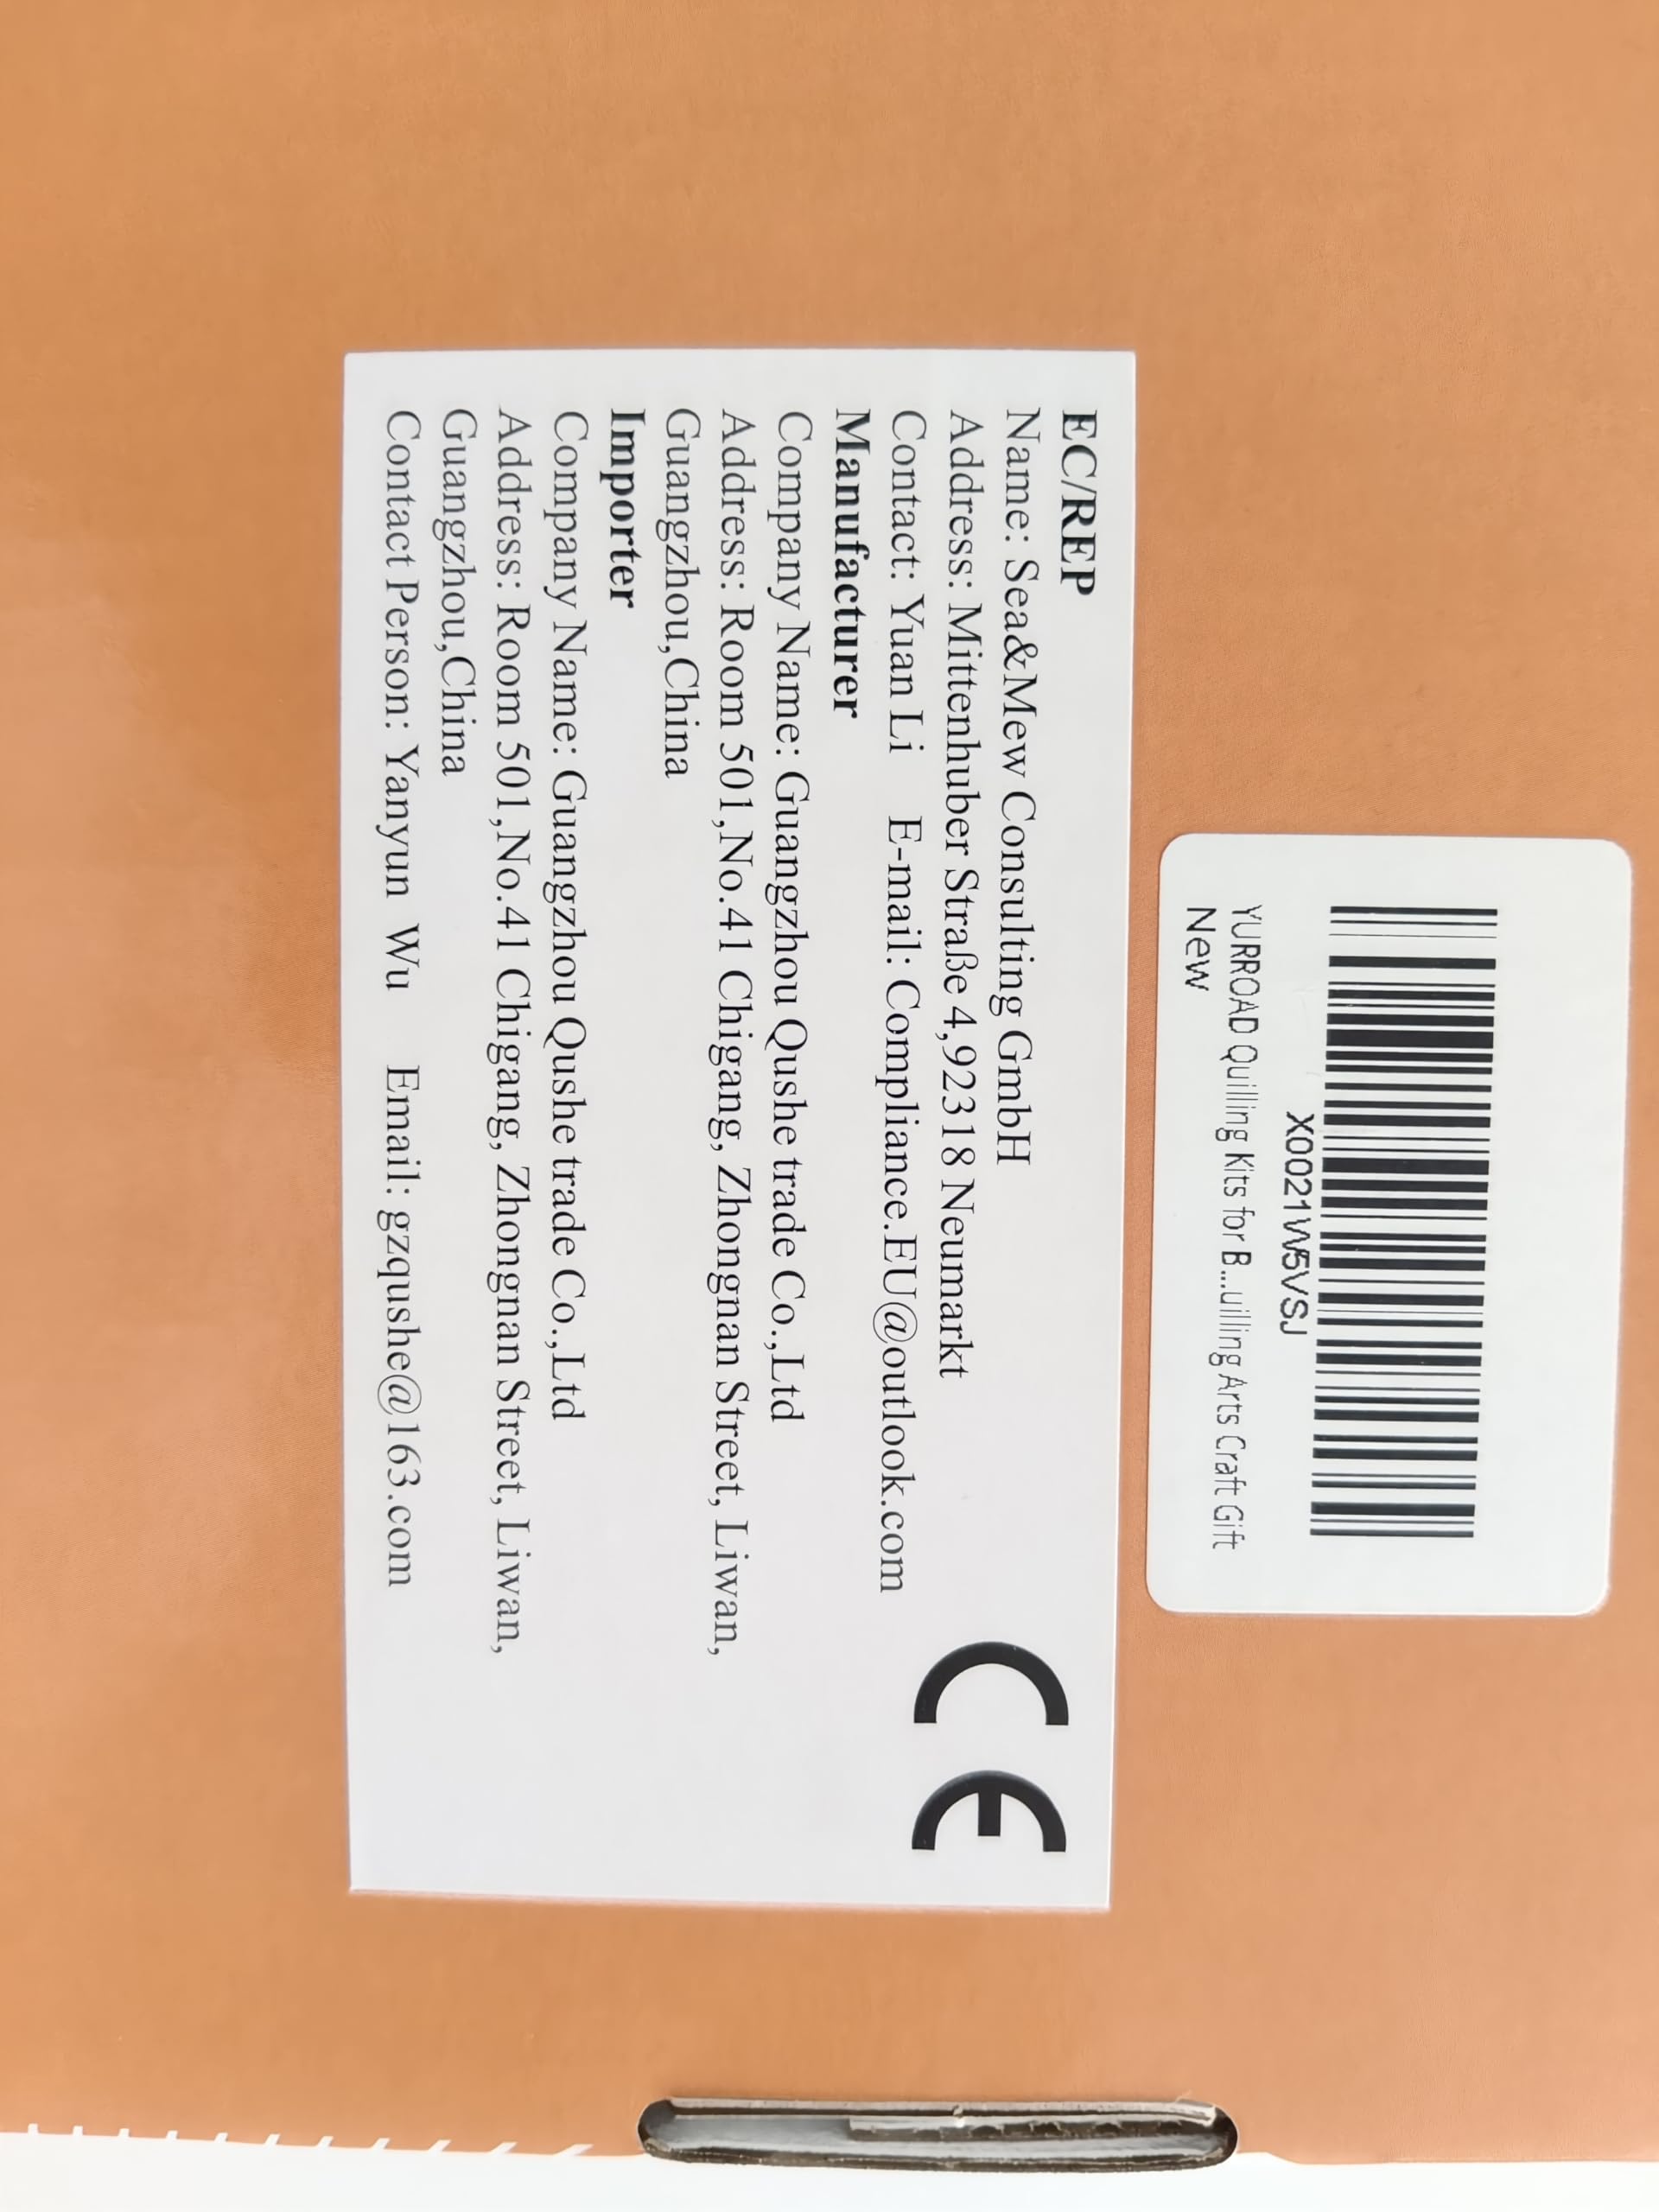 X0021W5VSJ
YURROAD Quilling Kits for B...uilling Arts Craft Gift
New
EC/REP
Name: Sea&Mew Consulting GmbH
Address: Mittenhuber Straße 4,92318 Neumarkt
Contact: Yuan Li E-mail: Compliance.EU@outlook.com
Manufacturer
Company Name: Guangzhou Qushe trade Co.,Ltd
Address: Room 501,No.41 Chigang, Zhongnan Street, Liwan,
Guangzhou,China
Importer
Company Name: Guangzhou Qushe trade Co.,Ltd
Address: Room 501,No.41 Chigang, Zhongnan Street, Liwan,
Guangzhou,China
Contact Person: Yanyun Wu Email: gzqushe@163.com
CE